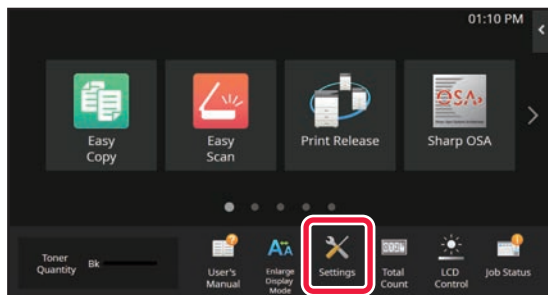 01:10 PM
Easy
Copy
Easy
Scan
Print Release
OSA
Sharp OSA
Toner
Quantity
Bk
User's
Manual
Enlarge
Display
Mode
Settings
Total
Count
LCD
Control
Job Status